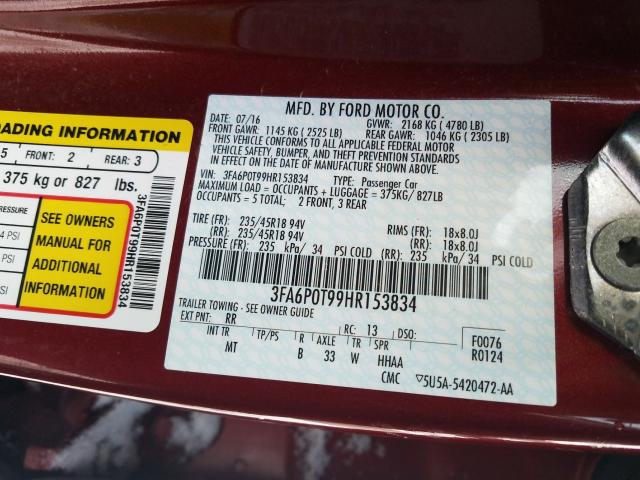 ADING INFORMATION
5 FRONT: 2 REAR: 3
375 kg or 827 lbs.
PRESSURE
4 PSI
PSI
PSI
SEE OWNERS
MANUAL FOR
ADDITIONAL
INFORMATION
3FA6P0T99HR153834
MFD. BY FORD MOTOR CO.
DATE: 07/16 GVWR: 2168 KG ( 4780 LB)
FRONT GAWR: 1145 KG ( 2525 LB) REAR GAWR: 1046 KG ( 2305 LB)
THIS VEHICLE CONFORMS TO ALL APPLICABLE FEDERAL MOTOR
VEHICLE SAFETY, BUMPER, AND THEFT PREVENTION STANDARDS IN
EFFECT ON THE DATE OF MANUFACTURE SHOWN ABOVE.
VIN: 3FA6P0T99HR153834 TYPE: Passenger Car
MAXIMUM LOAD = OCCUPANTS + LUGGAGE = 375KG/ 827LB
OCCUPANTS = 5 TOTAL; 2 FRONT, 3 REAR
TIRE (FR): 235/45R18 94V RIMS (FR): 18x8.0J
(RR): 235/45R18 94V (RR): 18x8.0J
PRESSURE (FR): 235 kPa/ 34 PSI COLD (RR): 235 kPa/ 34 PSI COLD
3FA6P0T99HR153834
TRAILER TOWING - SEE OWNER GUIDE
EXT PNT: RR RC: 13 DSO: F0076
INT TR TP/PS R AXLE TR SPR R0124
MT B 33 W HHAA
CMC ▽5U5A-5420472-AA